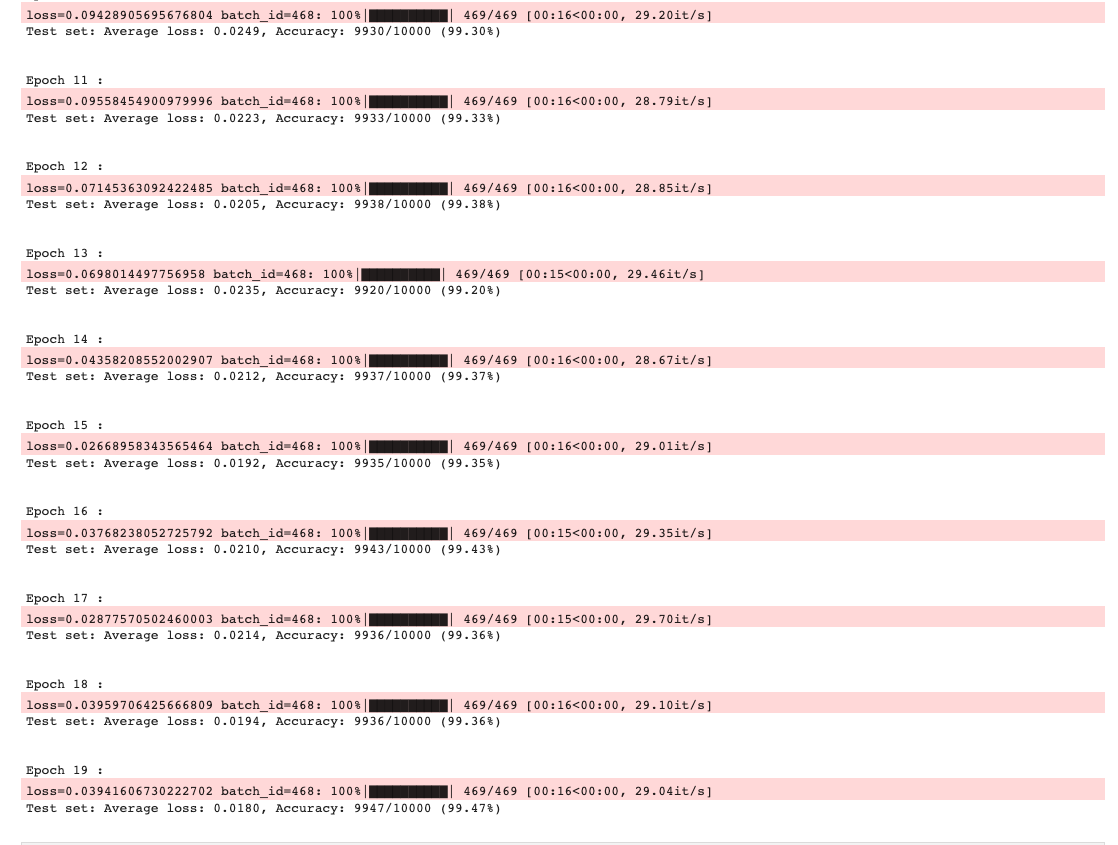 loss=0.09428905695676804 batch_id=468: 100%|██████████| 469/469 [00:16<00:00, 29.20it/s]
Test set: Average loss: 0.0249, Accuracy: 9930/10000 (99.30%)
Epoch 11 :
loss=0.09558454900979996 batch_id=468: 100%|██████████| 469/469 [00:16<00:00, 28.79it/s]
Test set: Average loss: 0.0223, Accuracy: 9933/10000 (99.33%)
Epoch 12 :
loss=0.07145363092422485 batch_id=468: 100%|██████████| 469/469 [00:16<00:00, 28.85it/s]
Test set: Average loss: 0.0205, Accuracy: 9938/10000 (99.38%)
Epoch 13 :
loss=0.0698014497756958 batch_id=468: 100%|██████████| 469/469 [00:15<00:00, 29.46it/s]
Test set: Average loss: 0.0235, Accuracy: 9920/10000 (99.20%)
Epoch 14 :
loss=0.04358208552002907 batch_id=468: 100%|██████████| 469/469 [00:16<00:00, 28.67it/s]
Test set: Average loss: 0.0212, Accuracy: 9937/10000 (99.37%)
Epoch 15 :
loss=0.02668958343565464 batch_id=468: 100%|██████████| 469/469 [00:16<00:00, 29.01it/s]
Test set: Average loss: 0.0192, Accuracy: 9935/10000 (99.35%)
Epoch 16 :
loss=0.03768238052725792 batch_id=468: 100%|██████████| 469/469 [00:15<00:00, 29.35it/s]
Test set: Average loss: 0.0210, Accuracy: 9943/10000 (99.43%)
Epoch 17 :
loss=0.02877570502460003 batch_id=468: 100%|██████████| 469/469 [00:15<00:00, 29.70it/s]
Test set: Average loss: 0.0214, Accuracy: 9936/10000 (99.36%)
Epoch 18 :
loss=0.03959706425666809 batch_id=468: 100%|██████████| 469/469 [00:16<00:00, 29.10it/s]
Test set: Average loss: 0.0194, Accuracy: 9936/10000 (99.36%)
Epoch 19 :
loss=0.03941606730222702 batch_id=468: 100%|██████████| 469/469 [00:16<00:00, 29.04it/s]
Test set: Average loss: 0.0180, Accuracy: 9947/10000 (99.47%)